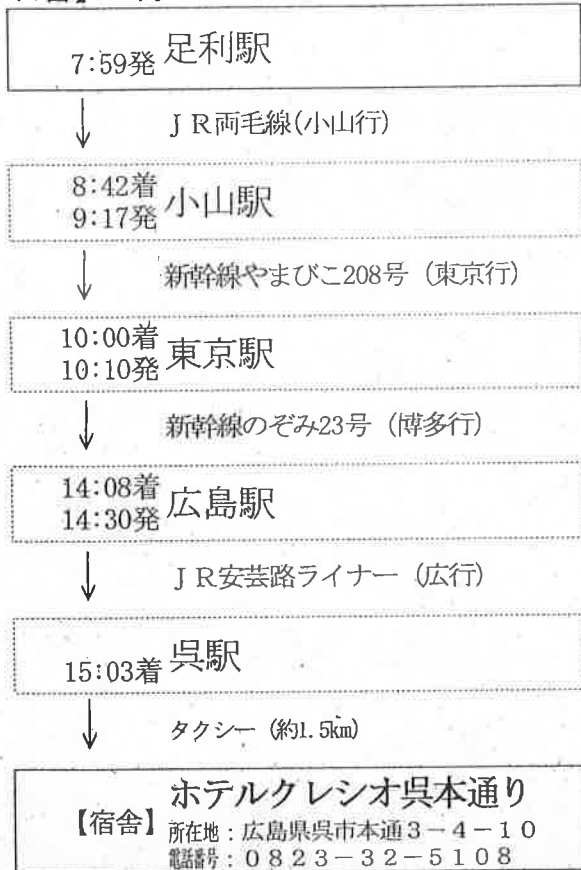 7:59発 足利駅
↓ JR両毛線(小山行)
8:42着
9:17発 小山駅
↓ 新幹線やまびこ208号 (東京行)
10:00着
10:10発 東京駅
↓ 新幹線のぞみ23号 (博多行)
14:08着
14:30発 広島駅
↓ JR安芸路ライナー (広行)
15:03着 呉駅
↓ タクシー (約1.5km)
【宿舎】 ホテルクレシオ呉本通り
所在地:広島県呉市本通3-4-10
電話番号:0823-32-5108